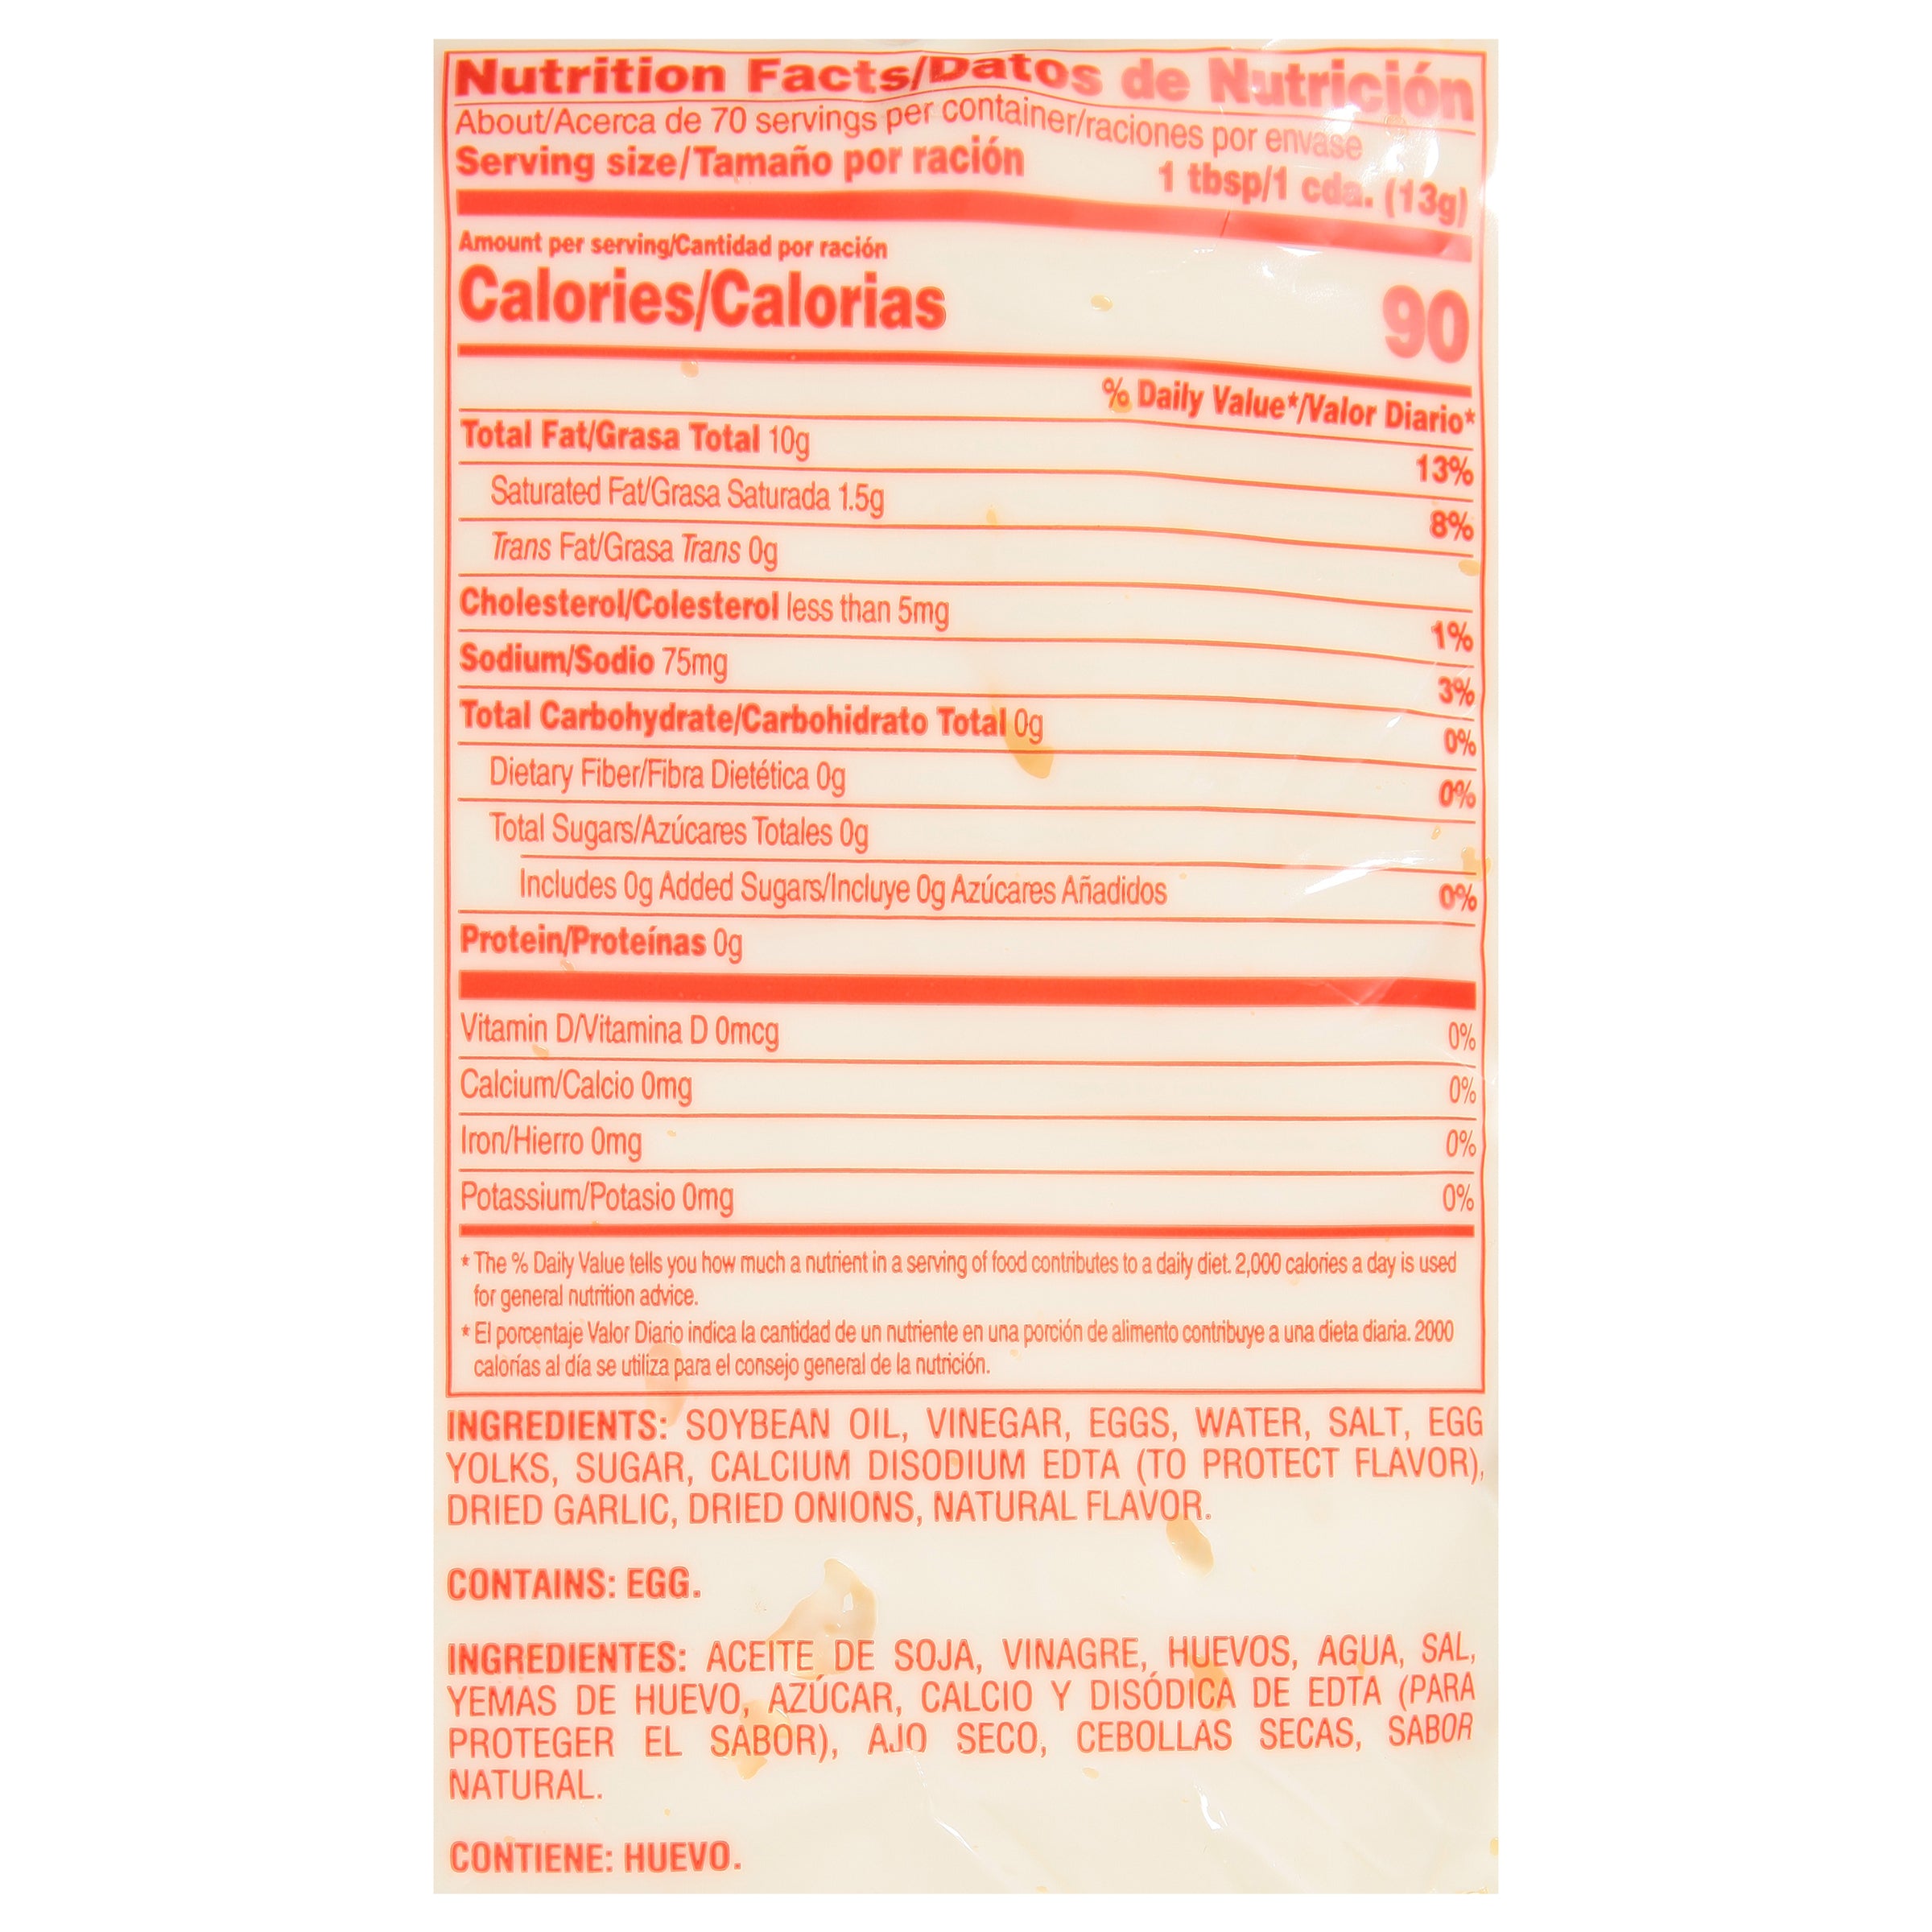 Nutrition Facts/Datos de Nutrición
About/Acerca de 70 servings per container/raciones por envase
Serving size/Tamaño por ración 1 tbsp/1 cda. (13g)
Amount per serving/Cantidad por ración
Calories/Calorias 90
% Daily Value*/Valor Diario*
Total Fat/Grasa Total 10g 13%
Saturated Fat/Grasa Saturada 1.5g 8%
Trans Fat/Grasa Trans 0g
Cholesterol/Colesterol less than 5mg 1%
Sodium/Sodio 75mg 3%
Total Carbohydrate/Carbohidrato Total 0g 0%
Dietary Fiber/Fibra Dietética 0g 0%
Total Sugars/Azúcares Totales 0g
Includes 0g Added Sugars/Incluye 0g Azúcares Añadidos 0%
Protein/Proteínas 0g
Vitamin D/Vitamina D 0mcg 0%
Calcium/Calcio 0mg 0%
Iron/Hierro 0mg 0%
Potassium/Potasio 0mg 0%
* The % Daily Value tells you how much a nutrient in a serving of food contributes to a daily diet. 2,000 calories a day is used
for general nutrition advice.
* El porcentaje Valor Diario indica la cantidad de un nutriente en una porción de alimento contribuye a una dieta diaria. 2000
calorías al día se utiliza para el consejo general de la nutrición.
INGREDIENTS: SOYBEAN OIL, VINEGAR, EGGS, WATER, SALT, EGG
YOLKS, SUGAR, CALCIUM DISODIUM EDTA (TO PROTECT FLAVOR),
DRIED GARLIC, DRIED ONIONS, NATURAL FLAVOR.
CONTAINS: EGG.
INGREDIENTES: ACEITE DE SOJA, VINAGRE, HUEVOS, AGUA, SAL,
YEMAS DE HUEVO, AZÚCAR, CALCIO Y DISÓDICA DE EDTA (PARA
PROTEGER EL SABOR), AJO SECO, CEBOLLAS SECAS, SABOR
NATURAL.
CONTIENE: HUEVO.